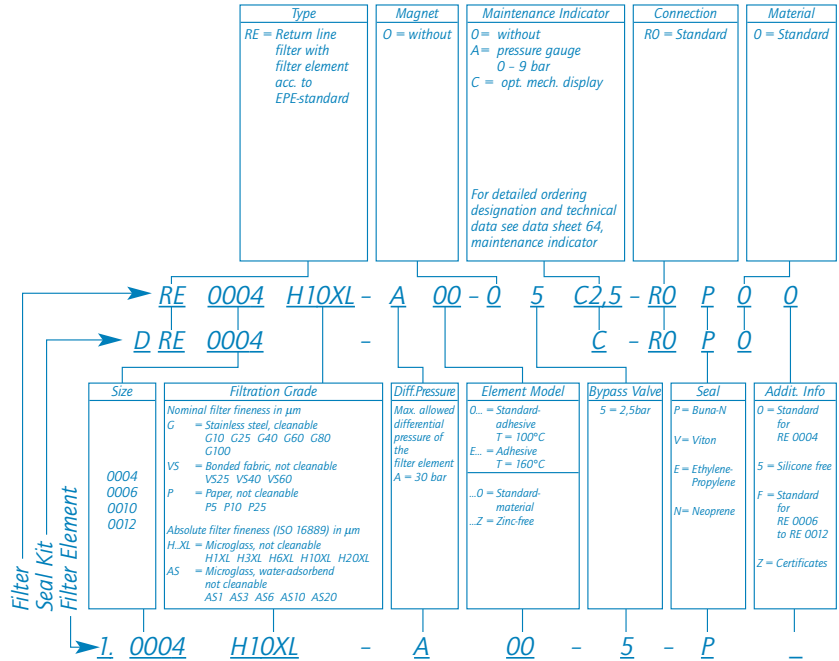 Type
RE = Return line
filter with
filter element
acc. to
EPE-standard
Magnet
O = without
Maintenance Indicator
0 = without
A = pressure gauge
0 – 9 bar
C = opt. mech. display
For detailed ordering
designation and technical
data see data sheet 64,
maintenance indicator
Connection
R0 = Standard
Material
0 = Standard
RE 0004 H10XL – A 00 – 0 5 C2,5 – R0 P 0 0
D RE 0004 – C – R0 P 0
Size
0004
0006
0010
0012
Filtration Grade
Nominal filter fineness in µm
G = Stainless steel, cleanable
G10 G25 G40 G60 G80
G100
VS = Bonded fabric, not cleanable
VS25 VS40 VS60
P = Paper, not cleanable
P5 P10 P25
Absolute filter fineness (ISO 16889) in µm
H..XL = Microglass, not cleanable
H1XL H3XL H6XL H10XL H20XL
AS = Microglass, water-adsorbend
not cleanable
AS1 AS3 AS6 AS10 AS20
Diff.Pressure
Max. allowed
differential
pressure of
the
filter element
A = 30 bar
Element Model
0... = Standard-
adhesive
T = 100°C
E... = Adhesive
T = 160°C
...0 = Standard-
material
...Z = Zinc-free
Bypass Valve
5 = 2,5bar
Seal
P = Buna-N
V = Viton
E = Ethylene-
Propylene
N = Neoprene
Addit. Info
0 = Standard
for
RE 0004
5 = Silicone free
F = Standard
for
RE 0006
to RE 0012
Z = Certificates
Filter
Seal Kit
Filter Element
1. 0004 H10XL – A 00 – 5 – P _